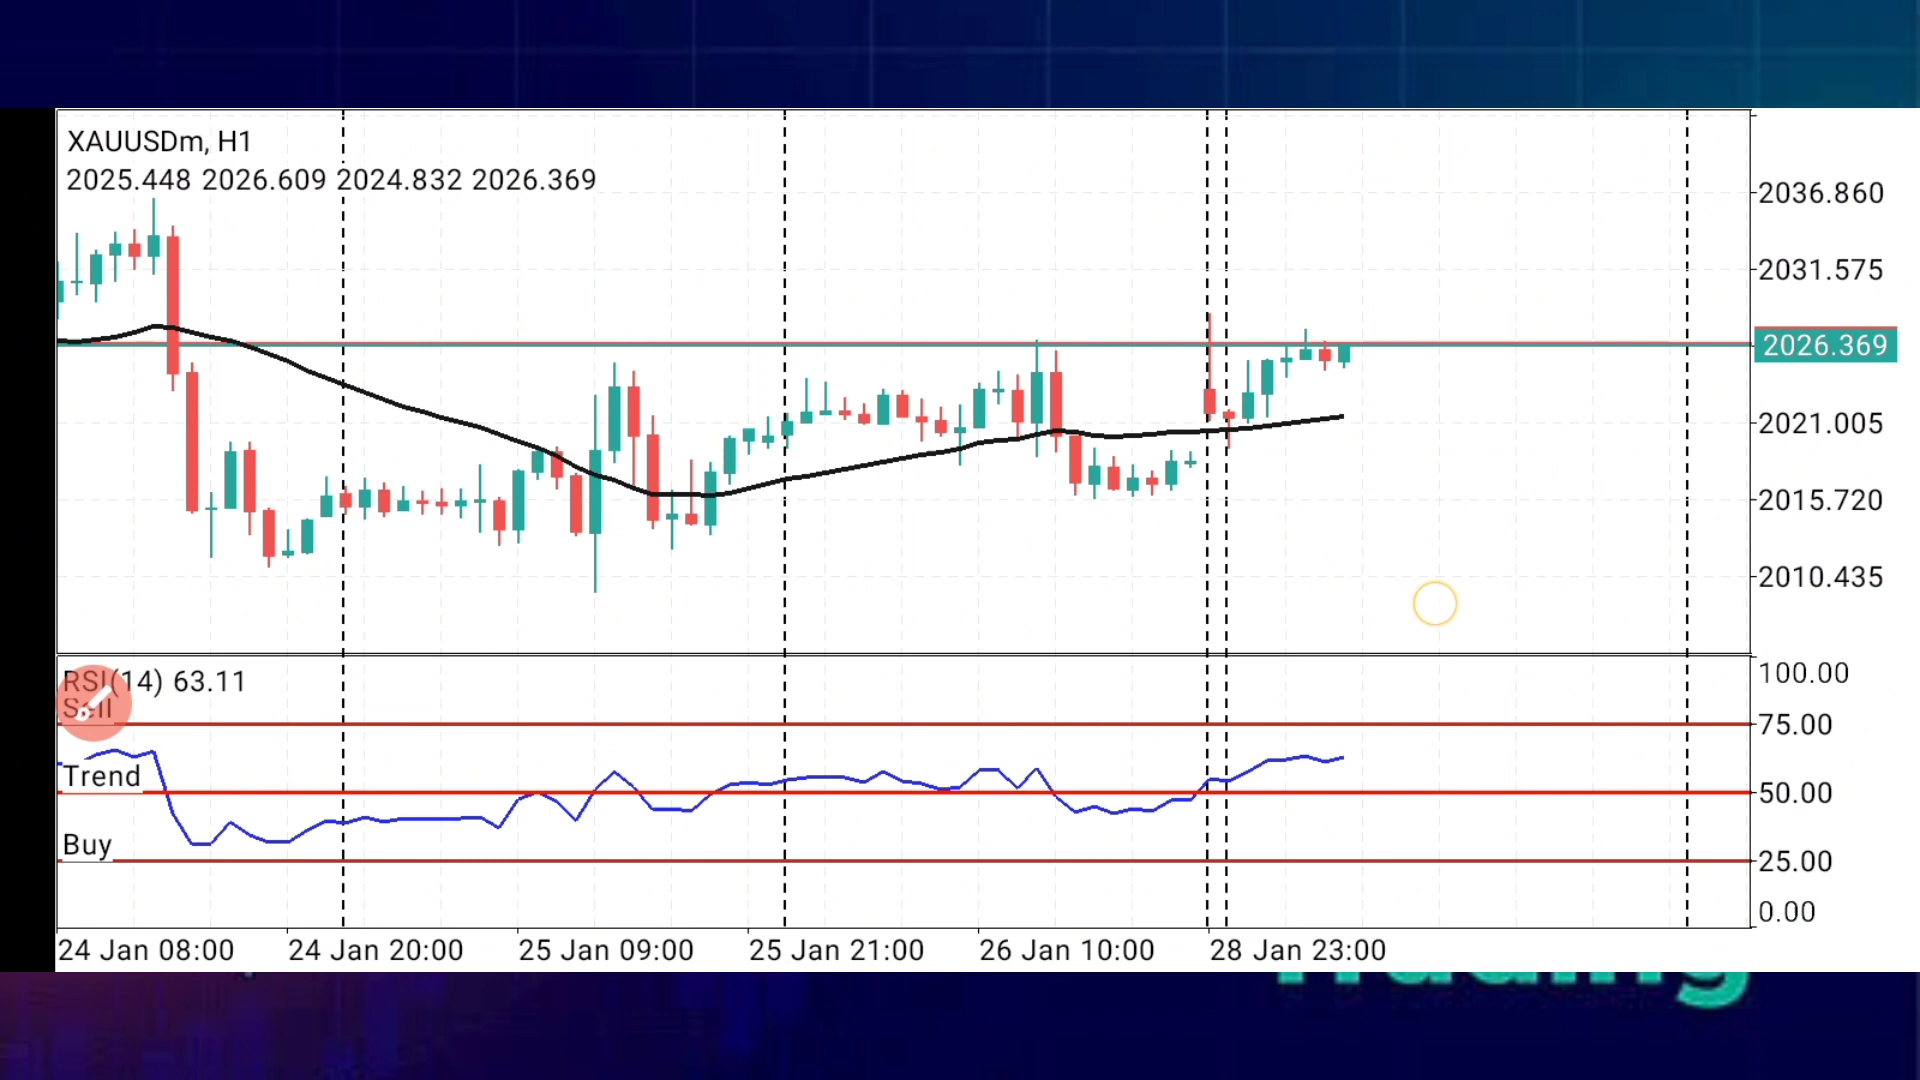 XAUUSDm, H1
2025.448 2026.609 2024.832 2026.369
2036.860
2031.575
2026.369
2021.005
2015.720
2010.435
RSI(14) 63.11
Sell
Trend
Buy
100.00
75.00
50.00
25.00
0.00
24 Jan 08:00 24 Jan 20:00 25 Jan 09:00 25 Jan 21:00 26 Jan 10:00 28 Jan 23:00
Trading